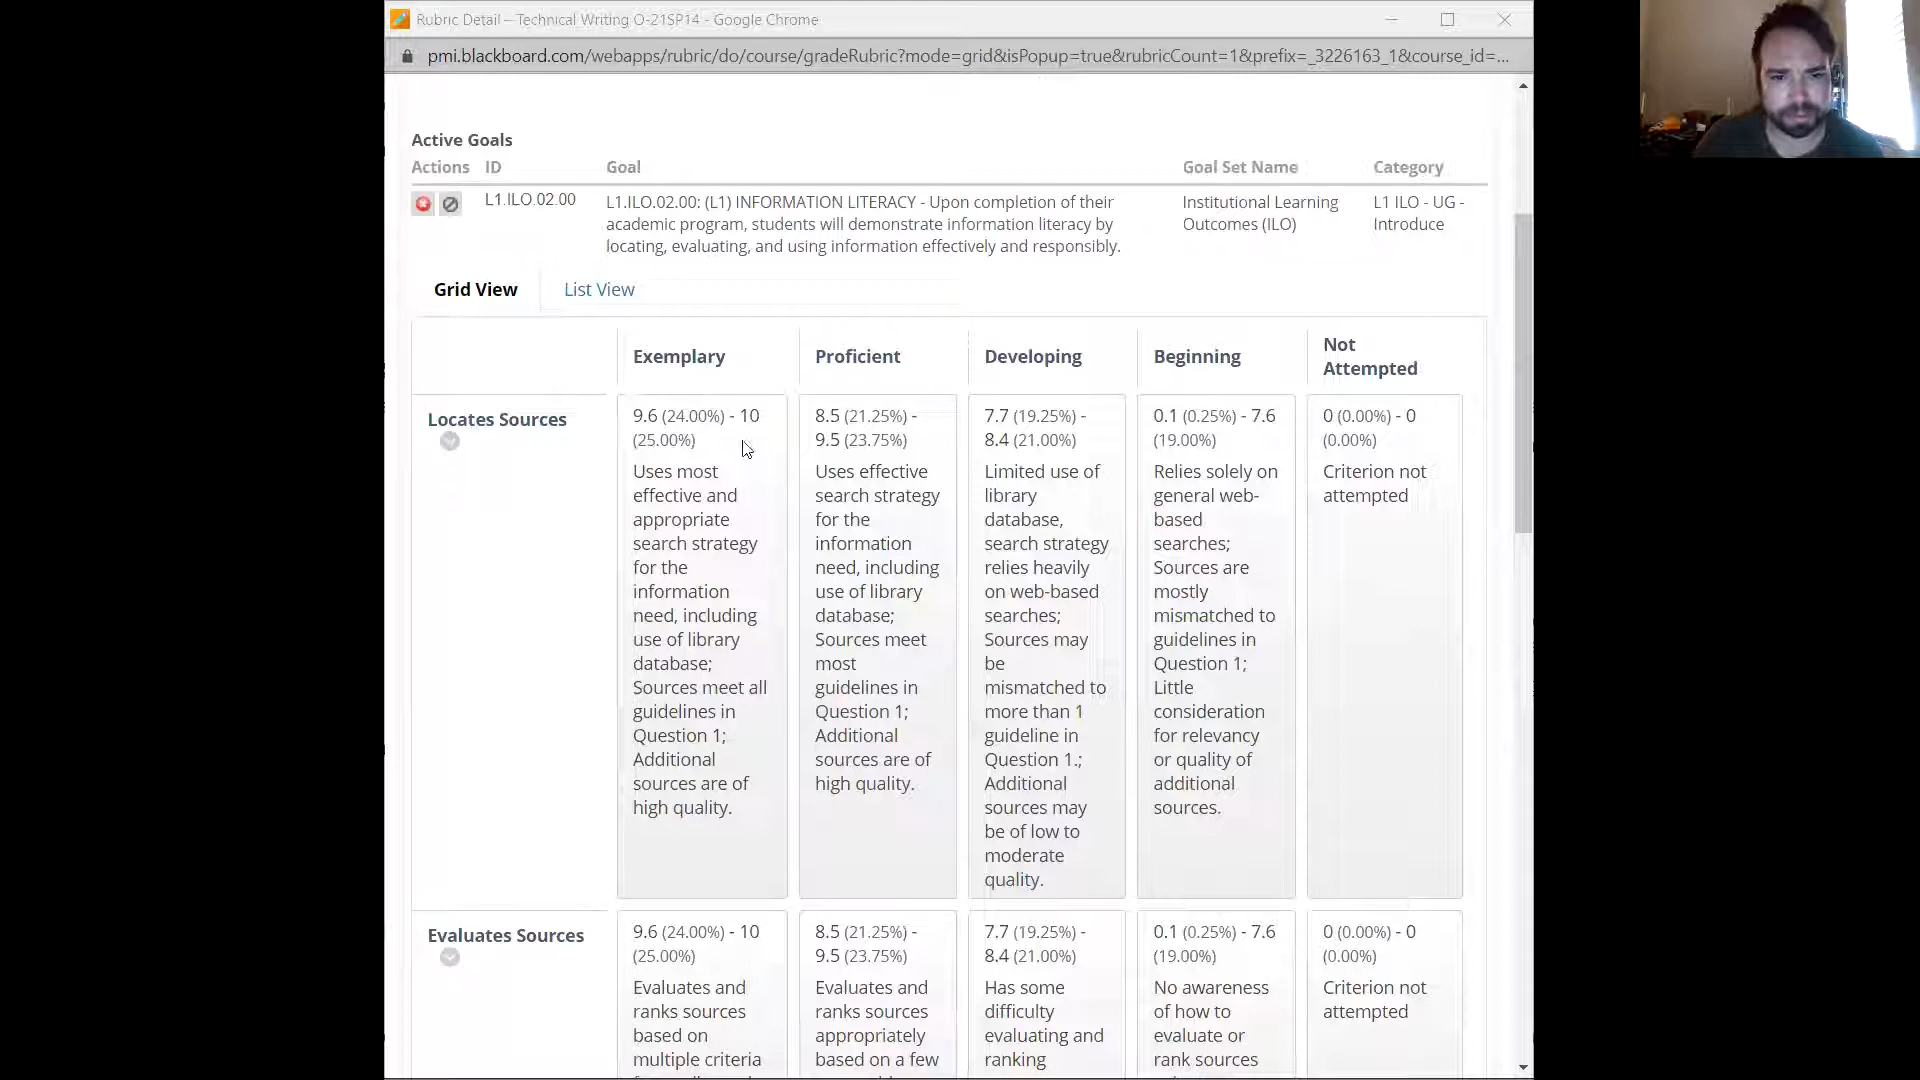 Rubric Detail – Technical Writing O-21SP14 - Google Chrome
pmi.blackboard.com/webapps/rubric/do/course/gradeRubric?mode=grid&isPopup=true&rubricCount=1&prefix=_3226163_1&course_id=...
Active Goals
Actions ID Goal Goal Set Name Category
L1.ILO.02.00
L1.ILO.02.00: (L1) INFORMATION LITERACY - Upon completion of their
academic program, students will demonstrate information literacy by
locating, evaluating, and using information effectively and responsibly.
Institutional Learning
Outcomes (ILO)
L1 ILO - UG -
Introduce
Grid View List View
Exemplary
Proficient
Developing
Beginning
Not
Attempted
Locates Sources
9.6 (24.00%) - 10
(25.00%)
Uses most
effective and
appropriate
search strategy
for the
information
need, including
use of library
database;
Sources meet all
guidelines in
Question 1;
Additional
sources are of
high quality.
8.5 (21.25%) -
9.5 (23.75%)
Uses effective
search strategy
for the
information
need, including
use of library
database;
Sources meet
most
guidelines in
Question 1;
Additional
sources are of
high quality.
7.7 (19.25%) -
8.4 (21.00%)
Limited use of
library
database,
search strategy
relies heavily
on web-based
searches;
Sources may
be
mismatched to
more than 1
guideline in
Question 1.;
Additional
sources may
be of low to
moderate
quality.
0.1 (0.25%) - 7.6
(19.00%)
Relies solely on
general web-
based
searches;
Sources are
mostly
mismatched to
guidelines in
Question 1;
Little
consideration
for relevancy
or quality of
additional
sources.
0 (0.00%) - 0
(0.00%)
Criterion not
attempted
Evaluates Sources
9.6 (24.00%) - 10
(25.00%)
Evaluates and
ranks sources
based on
multiple criteria
8.5 (21.25%) -
9.5 (23.75%)
Evaluates and
ranks sources
appropriately
based on a few
7.7 (19.25%) -
8.4 (21.00%)
Has some
difficulty
evaluating and
ranking
0.1 (0.25%) - 7.6
(19.00%)
No awareness
of how to
evaluate or
rank sources
0 (0.00%) - 0
(0.00%)
Criterion not
attempted